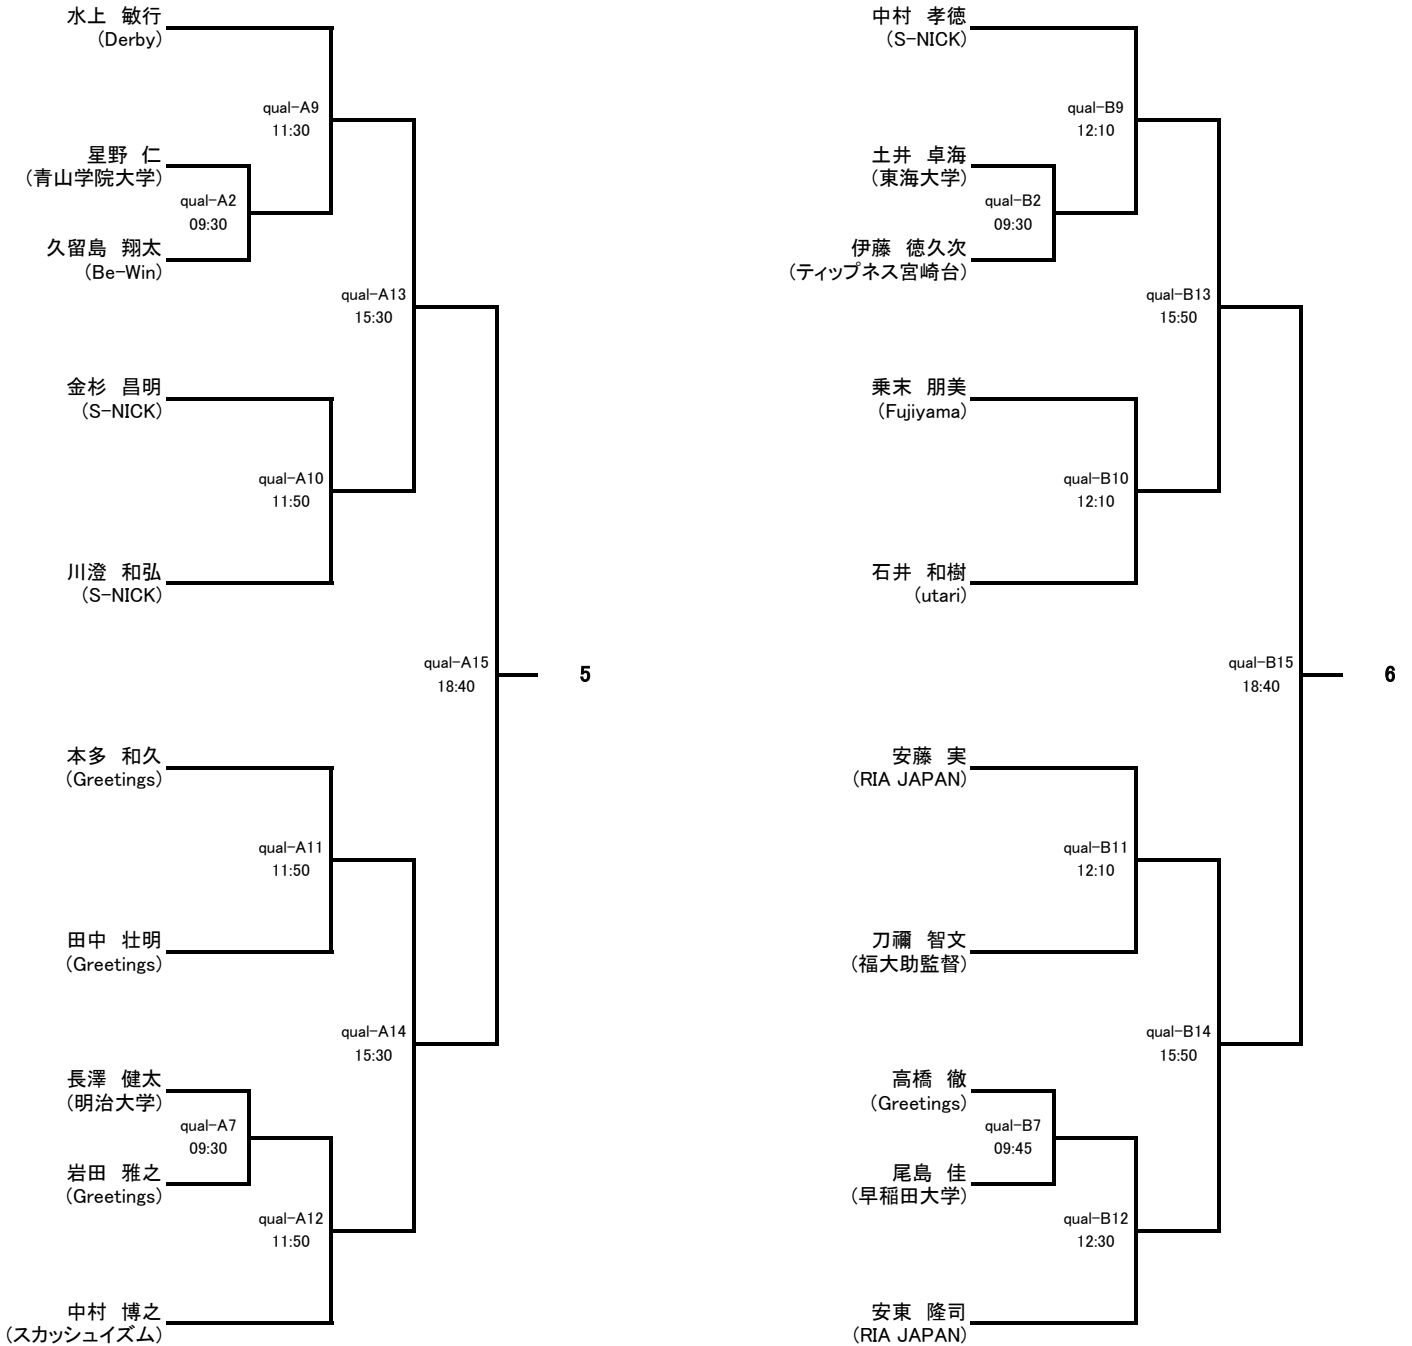 水上 敏行
(Derby)
qual-A9
11:30
星野 仁
(青山学院大学)
qual-A2
09:30
久留島 翔太
(Be-Win)
qual-A13
15:30
金杉 昌明
(S-NICK)
qual-A10
11:50
川澄 和弘
(S-NICK)
qual-A15
18:40
5
本多 和久
(Greetings)
qual-A11
11:50
田中 壮明
(Greetings)
qual-A14
15:30
長澤 健太
(明治大学)
qual-A7
09:30
岩田 雅之
(Greetings)
qual-A12
11:50
中村 博之
(スカッシュイズム)
中村 孝徳
(S-NICK)
qual-B9
12:10
土井 卓海
(東海大学)
qual-B2
09:30
伊藤 徳久次
(ティップネス宮崎台)
qual-B13
15:50
乗末 朋美
(Fujiyama)
qual-B10
12:10
石井 和樹
(utari)
qual-B15
18:40
6
安藤 実
(RIA JAPAN)
qual-B11
12:10
刀禰 智文
(福大助監督)
qual-B14
15:50
高橋 徹
(Greetings)
qual-B7
09:45
尾島 佳
(早稲田大学)
qual-B12
12:30
安東 隆司
(RIA JAPAN)